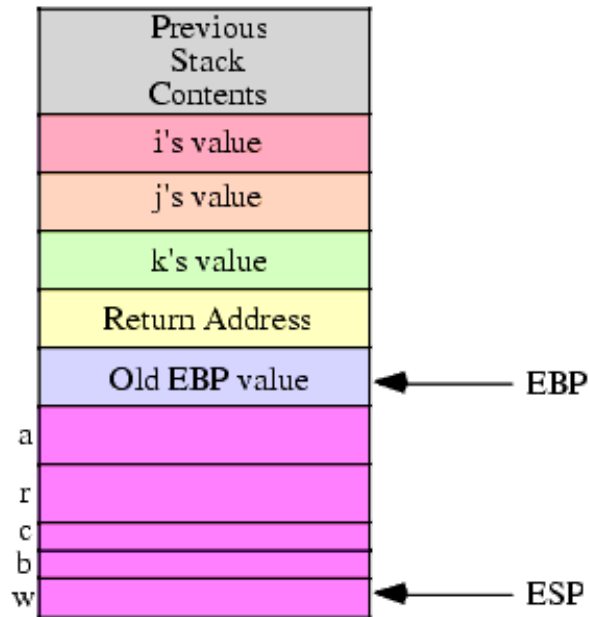 Previous
Stack
Contents
i's value
j's value
k's value
Return Address
Old EBP value
EBP
a
r
c
b
w
ESP